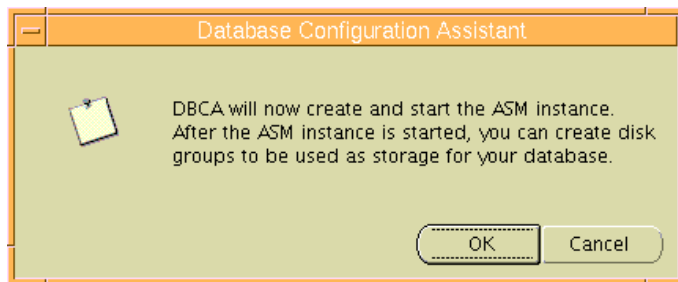 Database Configuration Assistant
DBCA will now create and start the ASM instance.
After the ASM instance is started, you can create disk
groups to be used as storage for your database.
OK
Cancel